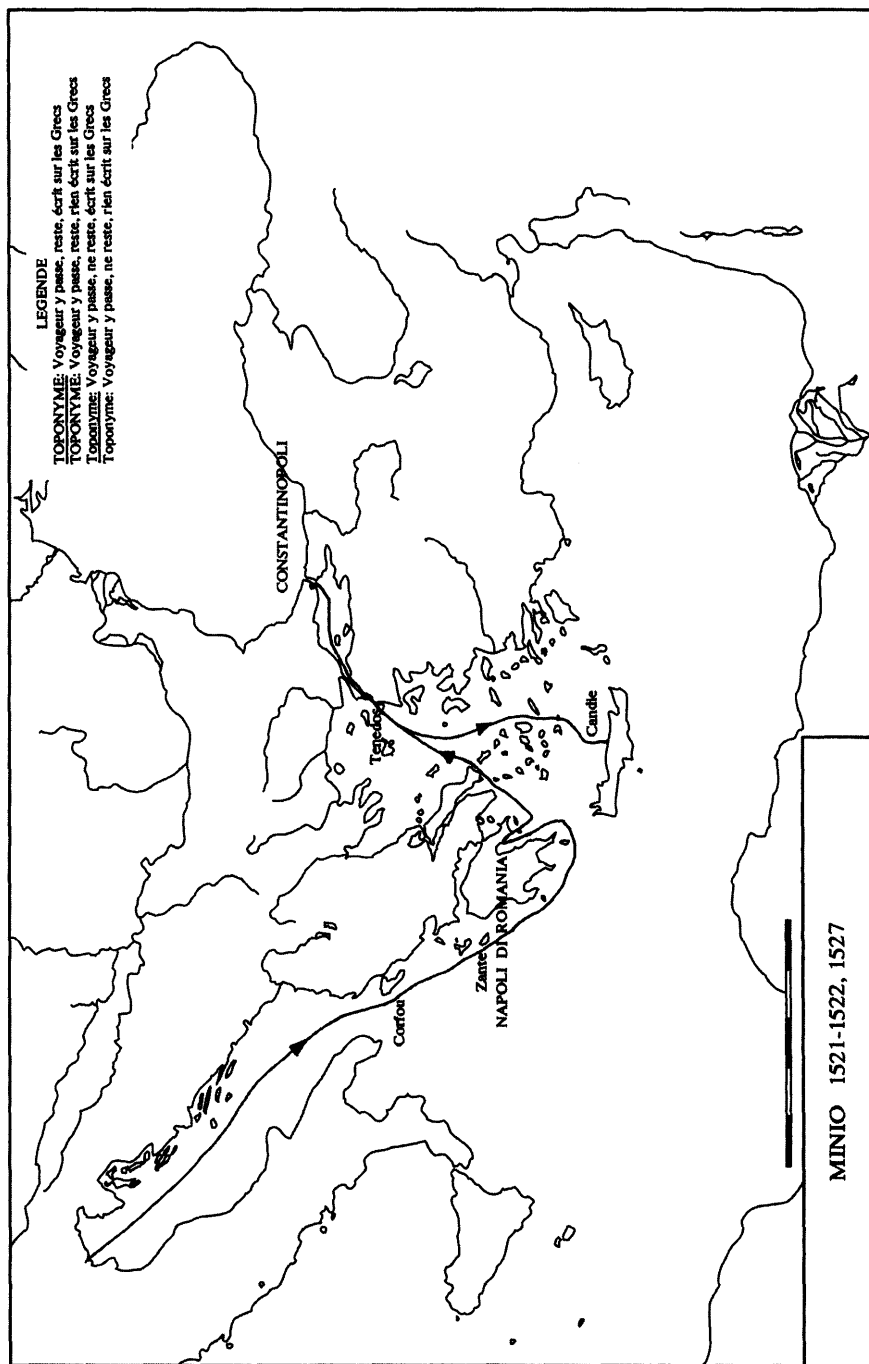 LEGENDE
TOPONYME: Voyageur y passe, reste, écrit sur les Grecs
TOPONYME: Voyageur y passe, reste, rien écrit sur les Grecs
Toponyme: Voyageur y passe, ne reste, écrit sur les Grecs
Toponyme: Voyageur y passe, ne reste, rien écrit sur les Grecs
CONSTANTINOPOLI
Tenedos
Candie
Corfou
Zante
NAPOLI DI ROMANIA
MINIO 1521-1522, 1527